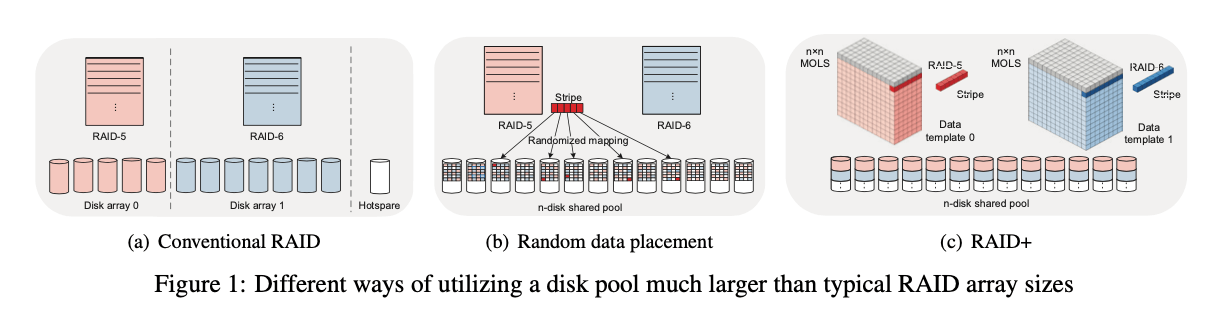 RAID-5
RAID-6
Disk array 0
Disk array 1
Hotspare
(a) Conventional RAID
Stripe
RAID-5
RAID-6
Randomized mapping
n-disk shared pool
(b) Random data placement
n×n
MOLS
RAID-5
Stripe
Data
template 0
n×n
MOLS
RAID-6
Stripe
Data
template 1
n-disk shared pool
(c) RAID+
Figure 1: Different ways of utilizing a disk pool much larger than typical RAID array sizes